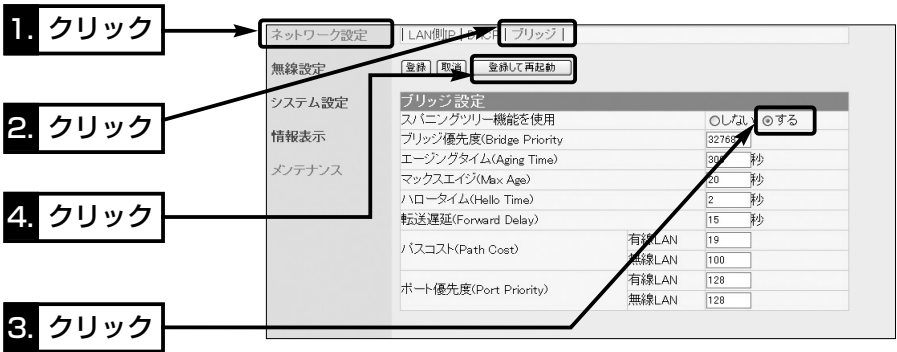 1. クリック
2. クリック
4. クリック
3. クリック
ネットワーク設定
無線設定
システム設定
情報表示
メンテナンス
| LAN側IP | | ブリッジ |
登録 取消 登録して再起動
ブリッジ設定
スパニングツリー機能を使用 しない する
ブリッジ優先度(Bridge Priority 32768
エージングタイム(Aging Time) 秒
マックスエイジ(Max Age) 20 秒
ハロータイム(Hello Time) 2 秒
転送遅延(Forward Delay) 15 秒
パスコスト(Path Cost) 有線LAN 19
無線LAN 100
ポート優先度(Port Priority) 有線LAN 128
無線LAN 128